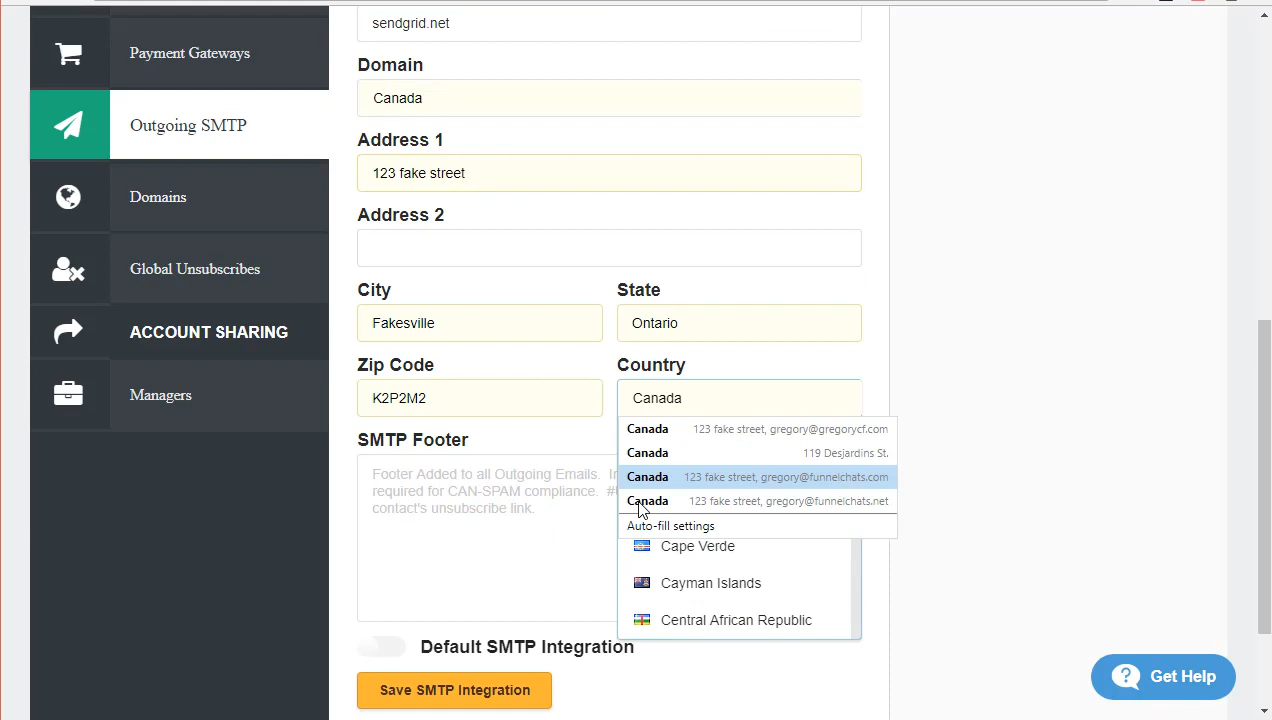 sendgrid.net
Payment Gateways
Domain
Canada
Outgoing SMTP
Address 1
123 fake street
Domains
Address 2
Global Unsubscribes
City
State
Fakesville
Ontario
ACCOUNT SHARING
Zip Code
Country
Managers
K2P2M2
Canada
Canada 123 fake street, gregory@gregorycf.com
Canada 119 Desjardins St.
Canada 123 fake street, gregory@funnelchats.com
Canada 123 fake street, gregory@funnelchats.net
Auto-fill settings
SMTP Footer
Footer Added to all Outgoing Emails.
required for CAN-SPAM compliance.
contact's unsubscribe link.
Cape Verde
Cayman Islands
Central African Republic
Default SMTP Integration
Save SMTP Integration
Get Help